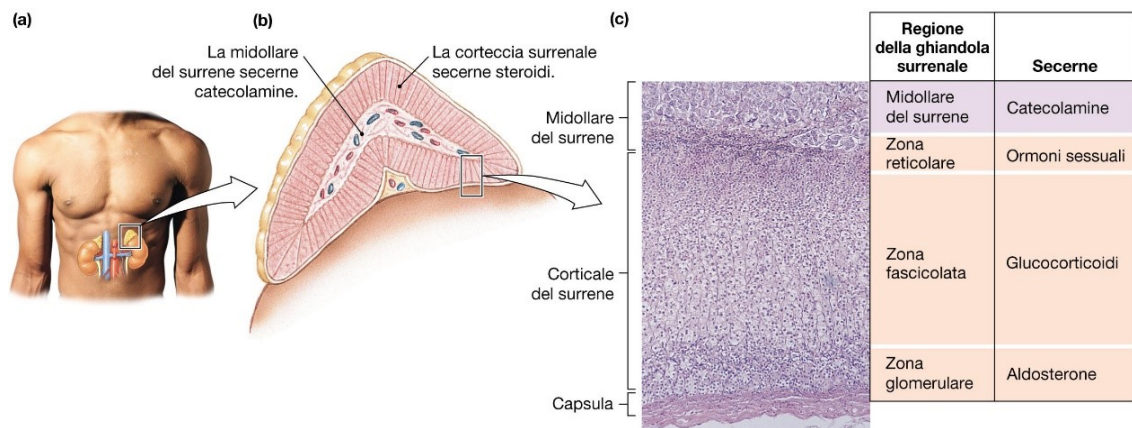 (a)
(b)
La midollare
del surrene secerne
catecolamine.
La corteccia surrenale
secerne steroidi.
(c)
Midollare
del surrene
Corticale
del surrene
Capsula
Regione
della ghiandola
surrenale
Secerne
Midollare
del surrene
Catecolamine
Zona
reticolare
Ormoni sessuali
Zona
fascicolata
Glucocorticoidi
Zona
glomerulare
Aldosterone